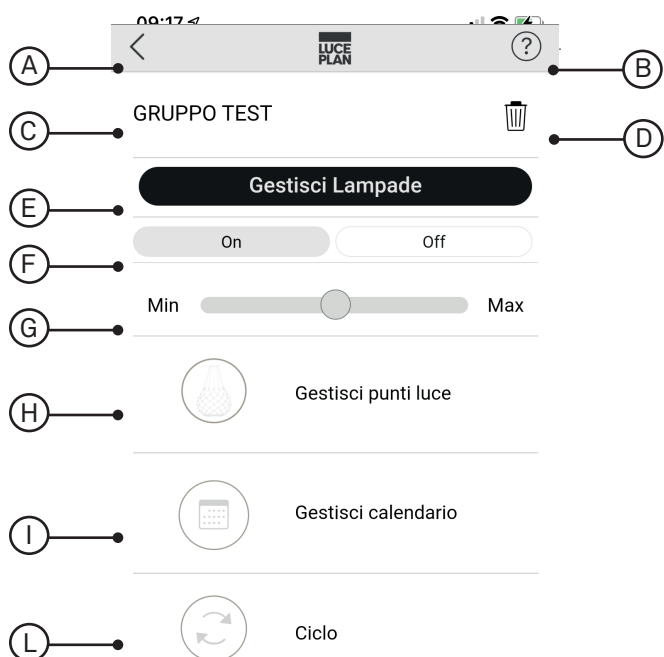 09:17
A
LUCE
PLAN
?
B
C
GRUPPO TEST
D
E
Gestisci Lampade
F
On Off
G
Min Max
H
Gestisci punti luce
I
Gestisci calendario
L
Ciclo